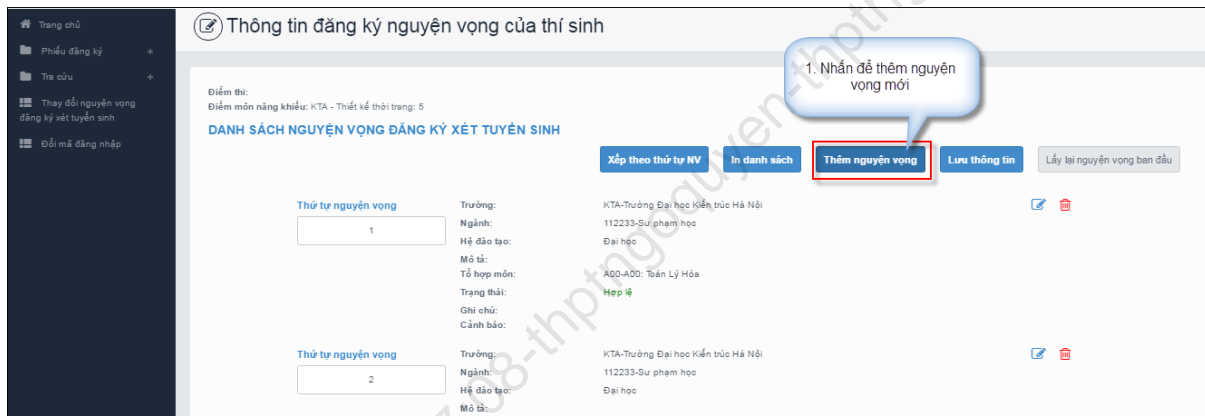 Trang chủ
Phiếu đăng ký +
Tra cứu +
Thay đổi nguyện vọng
đăng ký xét tuyển sinh
Đổi mã đăng nhập
Thông tin đăng ký nguyện vọng của thí sinh
1. Nhấn để thêm nguyện
vọng mới
Điểm thi:
Điểm môn năng khiếu: KTA - Thiết kế thời trang: 5
DANH SÁCH NGUYỆN VỌNG ĐĂNG KÝ XÉT TUYỂN SINH
Xếp theo thứ tự NV In danh sách Thêm nguyện vọng Lưu thông tin Lấy lại nguyện vọng ban đầu
Thứ tự nguyện vọng
1
Trường: KTA-Trường Đại học Kiến trúc Hà Nội
Ngành: 112233-Sư phạm học
Hệ đào tạo: Đại học
Mô tả:
Tổ hợp môn: A00-A00: Toán Lý Hóa
Trạng thái: Hợp lệ
Ghi chú:
Cảnh báo:
Thứ tự nguyện vọng
2
Trường: KTA-Trường Đại học Kiến trúc Hà Nội
Ngành: 112233-Sư phạm học
Hệ đào tạo: Đại học
Mô tả:
08-thptngoquyen-thptng